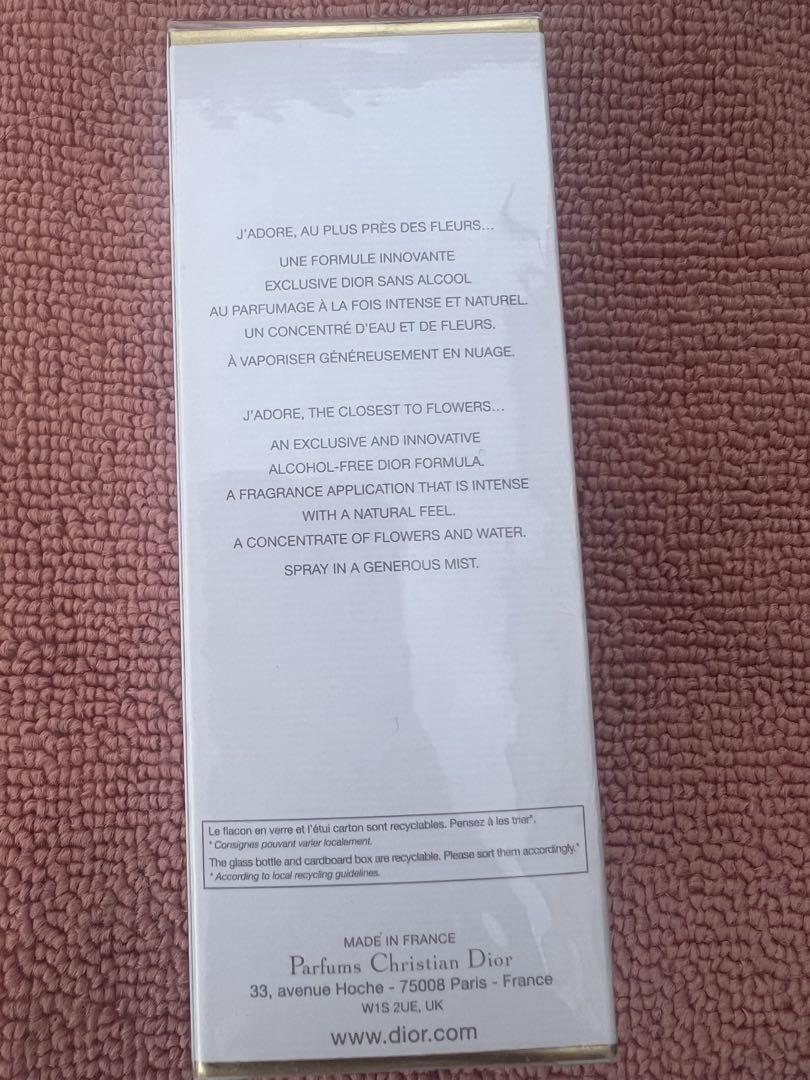 J'ADORE, AU PLUS PRÈS DES FLEURS...
UNE FORMULE INNOVANTE
EXCLUSIVE DIOR SANS ALCOOL
AU PARFUMAGE À LA FOIS INTENSE ET NATUREL.
UN CONCENTRÉ D'EAU ET DE FLEURS.
À VAPORISER GÉNÉREUSEMENT EN NUAGE.
J'ADORE, THE CLOSEST TO FLOWERS...
AN EXCLUSIVE AND INNOVATIVE
ALCOHOL-FREE DIOR FORMULA.
A FRAGRANCE APPLICATION THAT IS INTENSE
WITH A NATURAL FEEL.
A CONCENTRATE OF FLOWERS AND WATER.
SPRAY IN A GENEROUS MIST.
Le flacon en verre et l'étui carton sont recyclables. Pensez à les trier*.
* Consignes pouvant varier localement.
The glass bottle and cardboard box are recyclable. Please sort them accordingly.*
* According to local recycling guidelines.
MADE IN FRANCE
Parfums Christian Dior
33, avenue Hoche - 75008 Paris - France
W1S 2UE, UK
www.dior.com